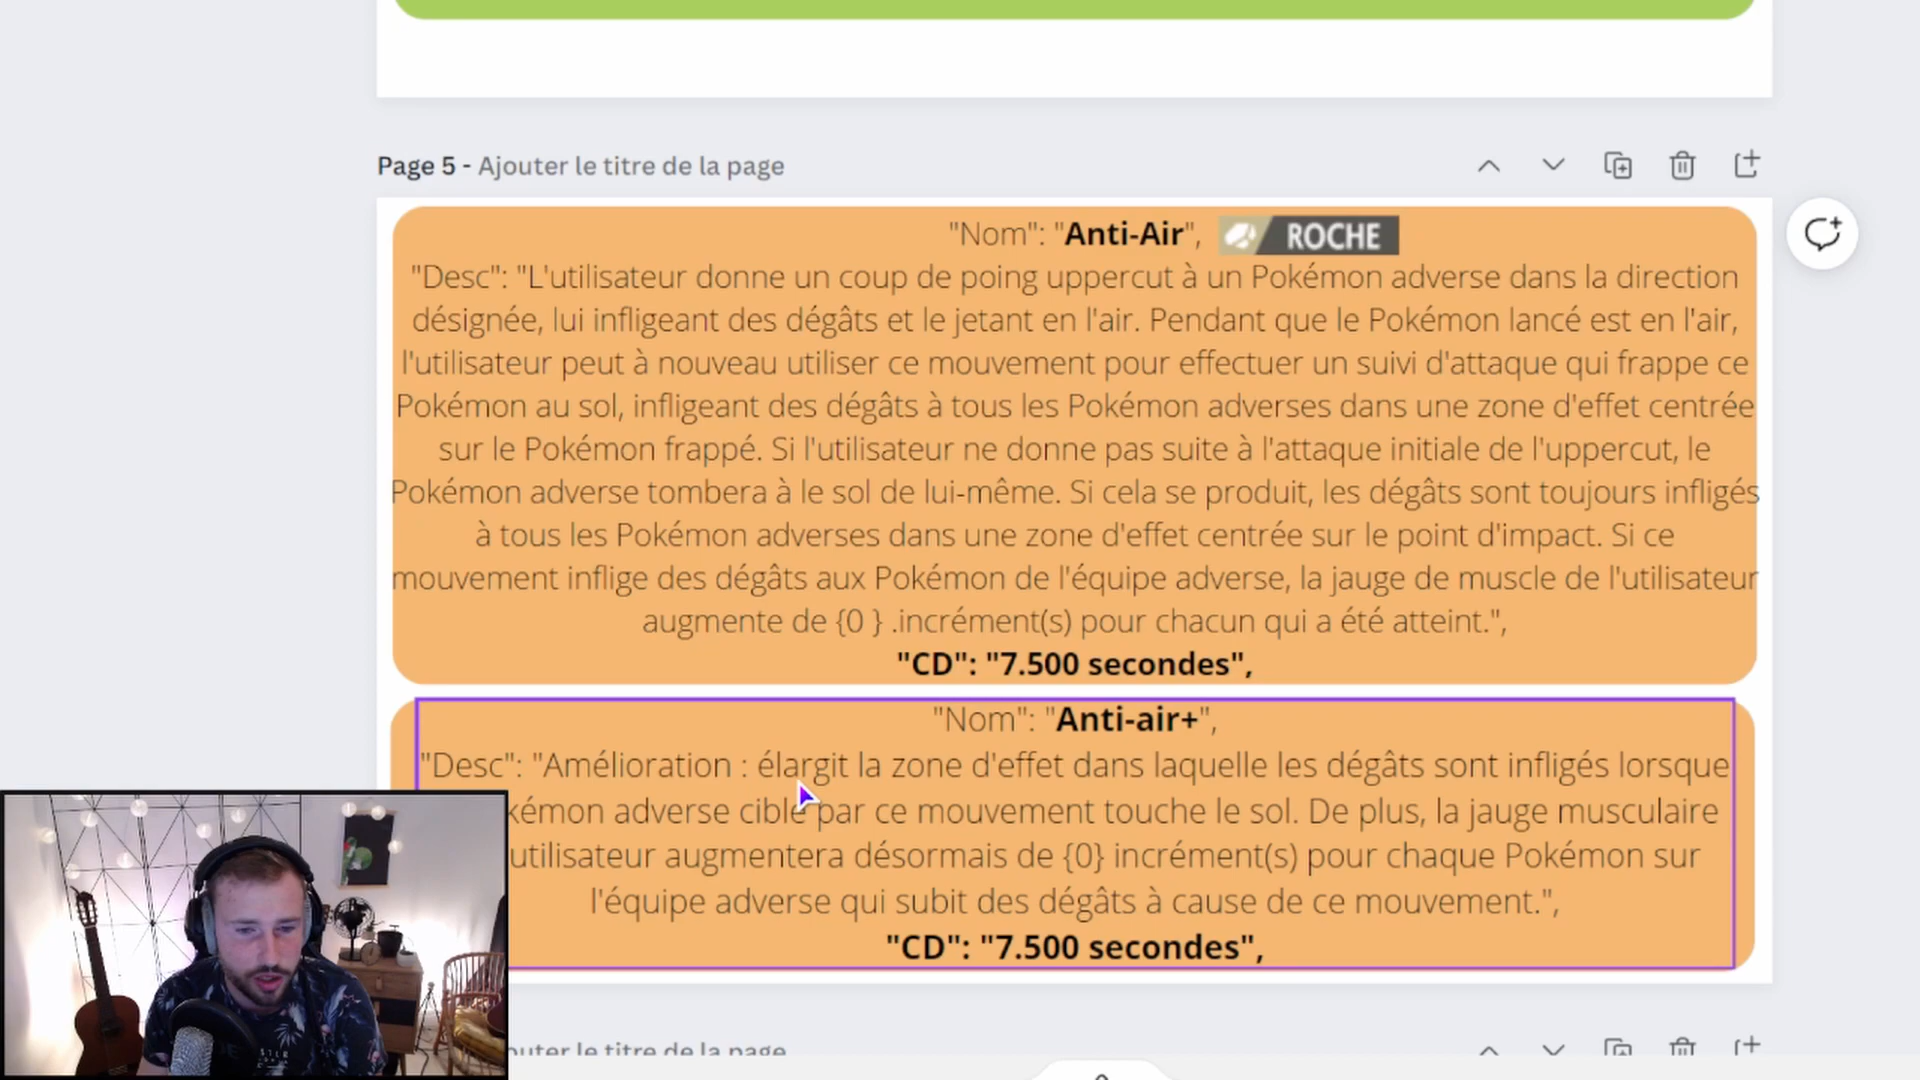 Page 5 - Ajouter le titre de la page
"Nom": "Anti-Air", ROCHE
"Desc": "L'utilisateur donne un coup de poing uppercut à un Pokémon adverse dans la direction
désignée, lui infligeant des dégâts et le jetant en l'air. Pendant que le Pokémon lancé est en l'air,
l'utilisateur peut à nouveau utiliser ce mouvement pour effectuer un suivi d'attaque qui frappe ce
Pokémon au sol, infligeant des dégâts à tous les Pokémon adverses dans une zone d'effet centrée
sur le Pokémon frappé. Si l'utilisateur ne donne pas suite à l'attaque initiale de l'uppercut, le
Pokémon adverse tombera à le sol de lui-même. Si cela se produit, les dégâts sont toujours infligés
à tous les Pokémon adverses dans une zone d'effet centrée sur le point d'impact. Si ce
mouvement inflige des dégâts aux Pokémon de l'équipe adverse, la jauge de muscle de l'utilisateur
augmente de {0 } .incrément(s) pour chacun qui a été atteint.",
"CD": "7.500 secondes",
"Nom": "Anti-air+",
"Desc": "Amélioration : élargit la zone d'effet dans laquelle les dégâts sont infligés lorsque
kémon adverse ciblé par ce mouvement touche le sol. De plus, la jauge musculaire
utilisateur augmentera désormais de {0} incrément(s) pour chaque Pokémon sur
l'équipe adverse qui subit des dégâts à cause de ce mouvement.",
"CD": "7.500 secondes",
outer le titre de la page